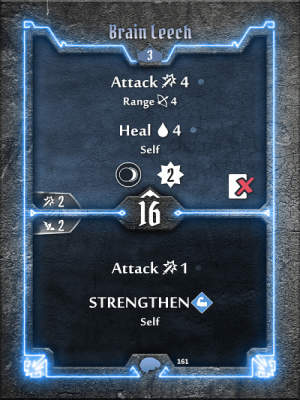 Brain Leech
3
Attack 4
Range 4
Heal 4
Self
2
2
16
2
Attack 1
STRENGTHEN
Self
161